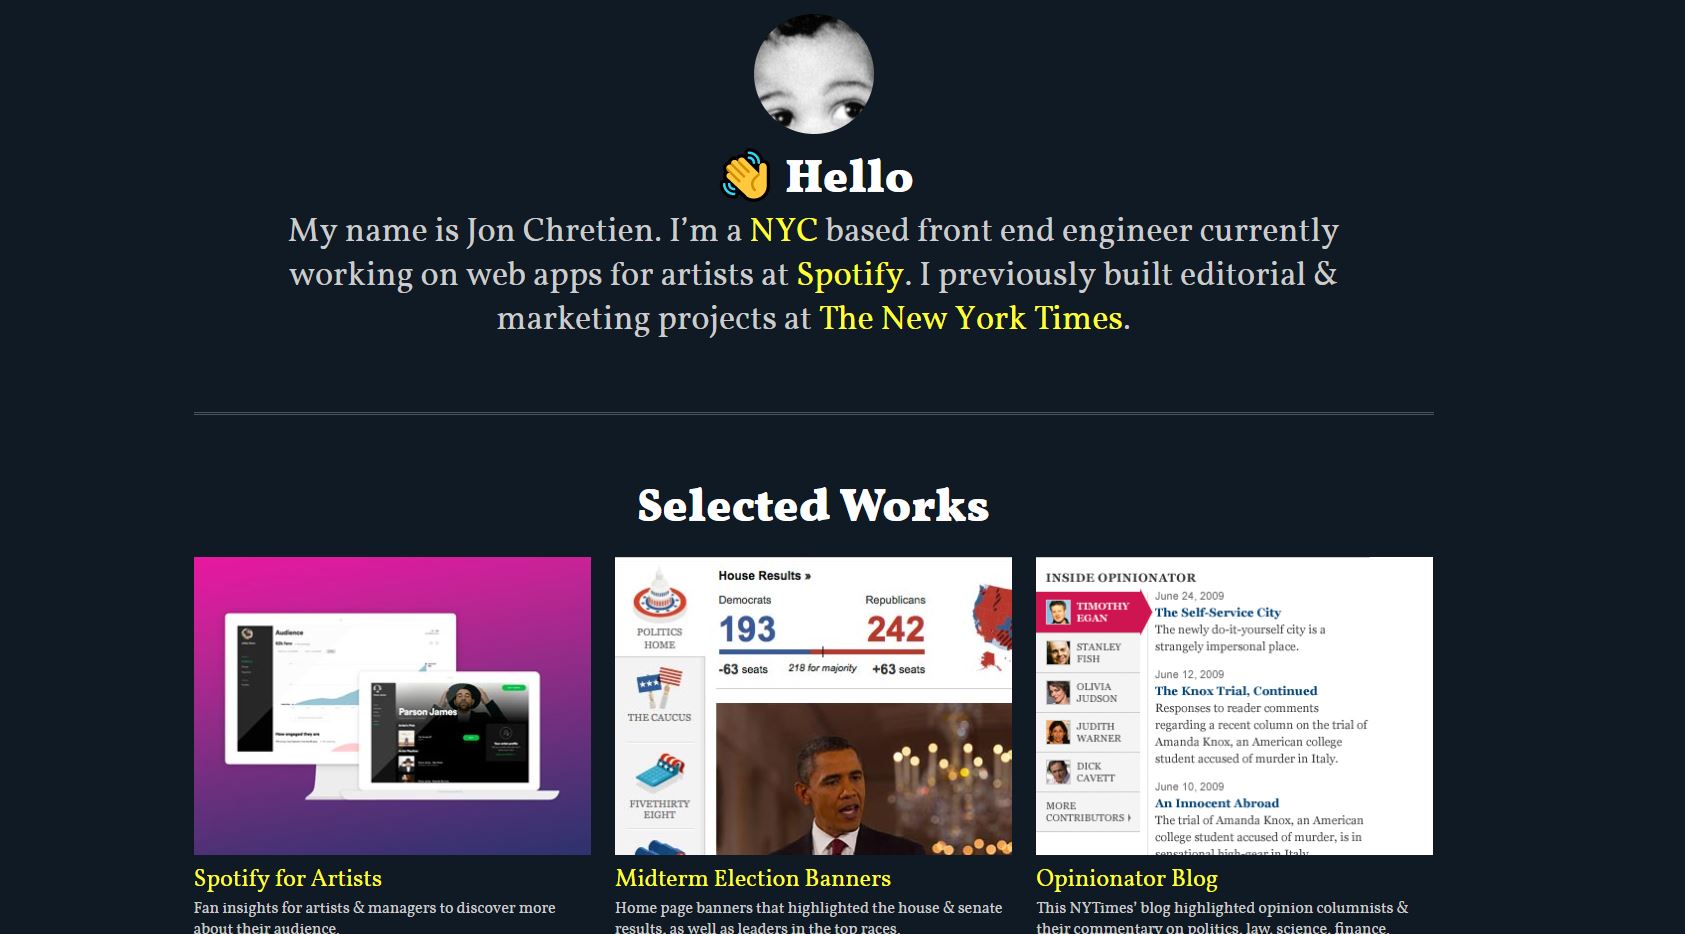 👋 Hello
My name is Jon Chretien. I'm a NYC based front end engineer currently
working on web apps for artists at Spotify. I previously built editorial &
marketing projects at The New York Times.
Selected Works
Audience
How engaged they are
Parson James
POLITICS
HOME
THE CAUCUS
FIVETHIRTY
EIGHT
House Results »
Democrats Republicans
193 242
-63 seats 218 for majority +63 seats
INSIDE OPINIONATOR
TIMOTHY
EGAN
STANLEY
FISH
OLIVIA
JUDSON
JUDITH
WARNER
DICK
CAVETT
MORE
CONTRIBUTORS
June 24, 2009
The Self-Service City
The newly do-it-yourself city is a
strangely impersonal place.
June 12, 2009
The Knox Trial, Continued
Responses to reader comments
regarding a recent column on the trial of
Amanda Knox, an American college
student accused of murder in Italy.
June 10, 2009
An Innocent Abroad
The trial of Amanda Knox, an American
college student accused of murder, is in
sensational high-gear in Italy.
Spotify for Artists
Fan insights for artists & managers to discover more
about their audience.
Midterm Election Banners
Home page banners that highlighted the house & senate
results, as well as leaders in the top races.
Opinionator Blog
This NYTimes' blog highlighted opinion columnists &
their commentary on politics, law, science, finance,